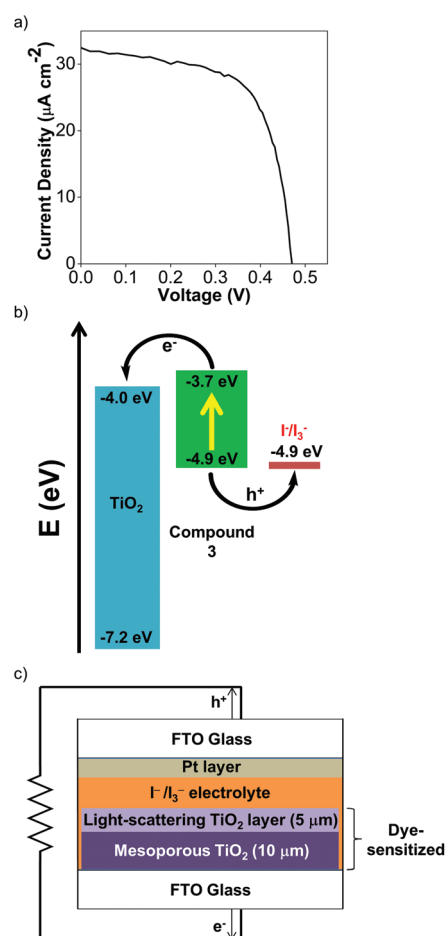 a)
Current Density (μA cm-2)
30
20
10
0
0.0 0.1 0.2 0.3 0.4 0.5
Voltage (V)
b)
E (eV)
e-
-4.0 eV
-3.7 eV
I-/I3-
-4.9 eV
-4.9 eV
h+
TiO2
Compound
3
-7.2 eV
c)
h+
FTO Glass
Pt layer
I−/I3− electrolyte
Light-scattering TiO2 layer (5 μm)
Mesoporous TiO2 (10 μm)
Dye-
sensitized
FTO Glass
e-